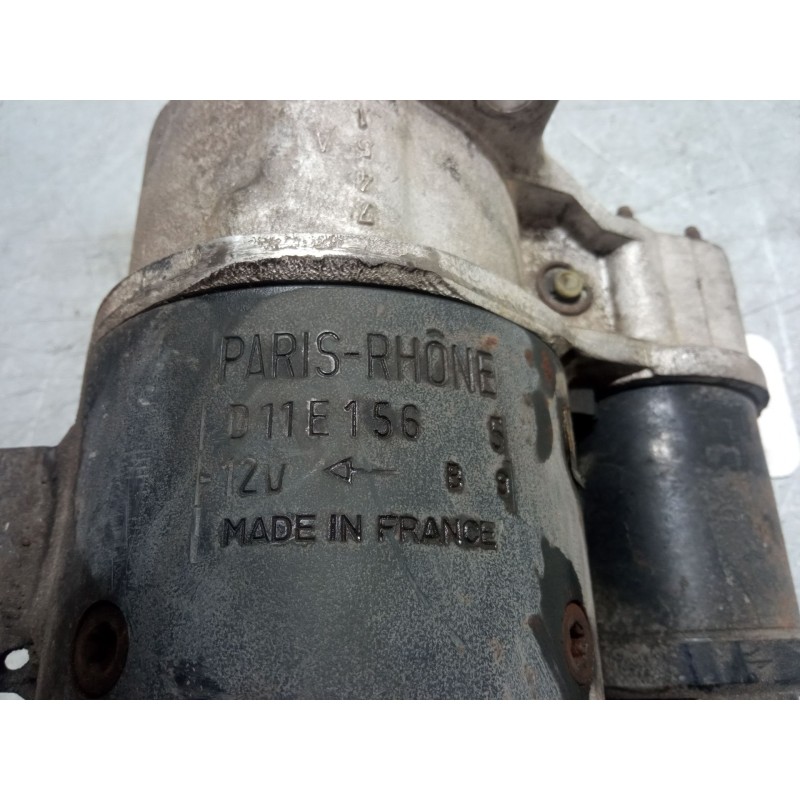 PARIS-RHÔNE
D11E156 5
12V B 9
MADE IN FRANCE